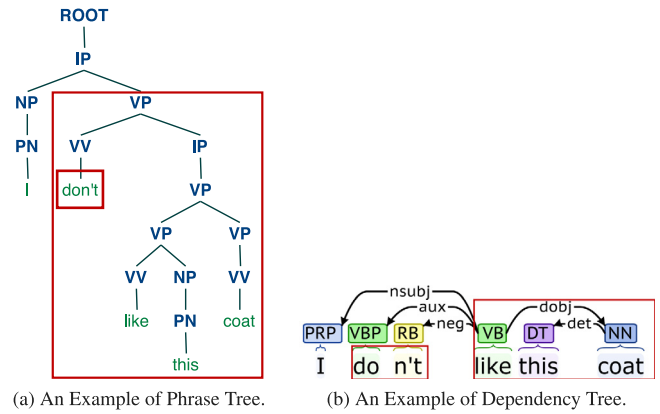 ROOT
IP
NP VP
PN VV IP
I don't VP
VP VP
VV NP VV
like PN coat
this
(a) An Example of Phrase Tree.
nsubj
aux dobj
neg det
PRP VBP RB VB DT NN
I do n't like this coat
(b) An Example of Dependency Tree.